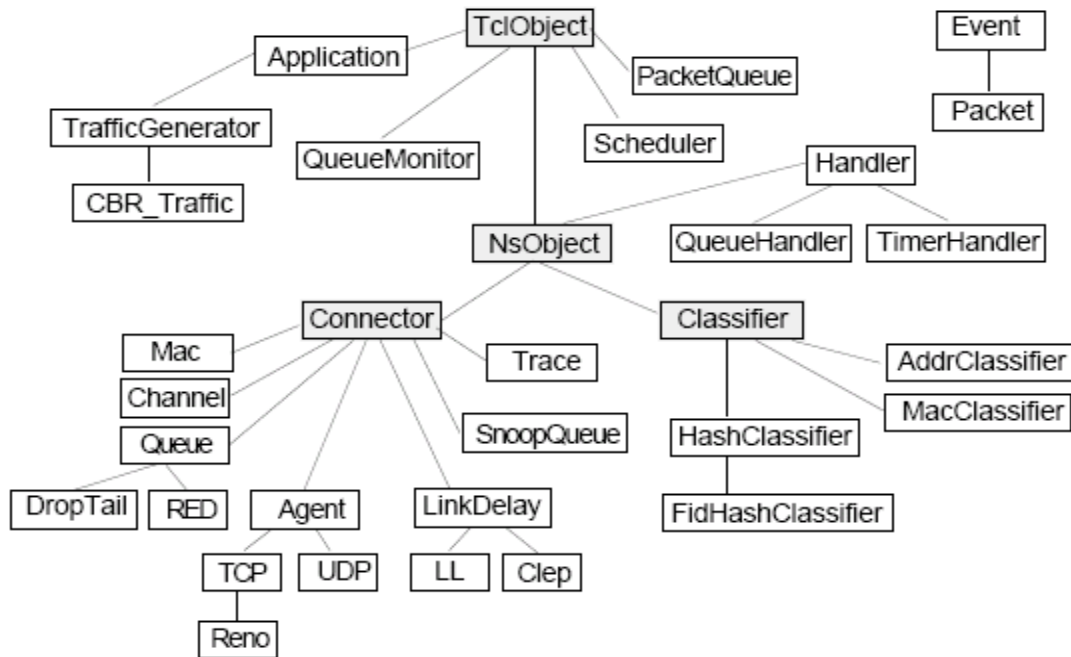 TclObject
Event
Application
PacketQueue
Packet
TrafficGenerator
QueueMonitor
Scheduler
Handler
CBR_Traffic
NsObject
QueueHandler
TimerHandler
Connector
Classifier
Mac
Trace
AddrClassifier
Channel
MacClassifier
Queue
SnoopQueue
HashClassifier
DropTail
RED
Agent
LinkDelay
FidHashClassifier
TCP
UDP
LL
Clep
Reno